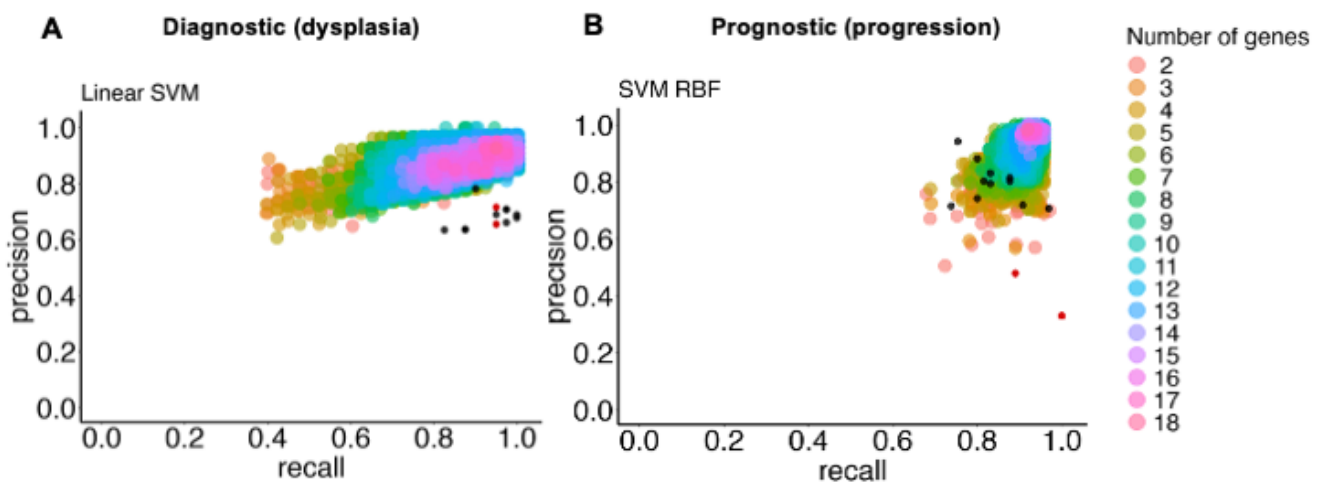 A Diagnostic (dysplasia)
Linear SVM
1.0
0.8
0.6
0.4
0.2
0.0
precision
0.0 0.2 0.4 0.6 0.8 1.0
recall
B Prognostic (progression)
SVM RBF
1.0
0.8
0.6
0.4
0.2
0.0
precision
0.0 0.2 0.4 0.6 0.8 1.0
recall
Number of genes
2
3
4
5
6
7
8
9
10
11
12
13
14
15
16
17
18